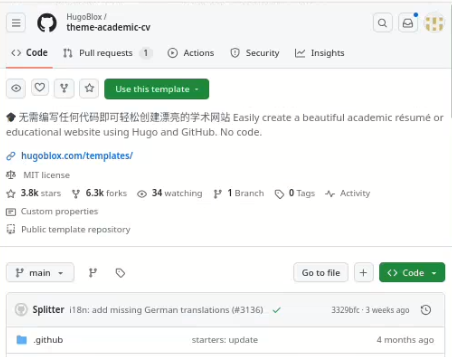 HugoBlox /
theme-academic-cv
Code Pull requests 1 Actions Security Insights
Use this template
无需编写任何代码即可轻松创建漂亮的学术网站 Easily create a beautiful academic résumé or
educational website using Hugo and GitHub. No code.
hugoblox.com/templates/
MIT license
3.8k stars 6.3k forks 34 watching 1 Branch 0 Tags Activity
Custom properties
Public template repository
main Go to file Code
Splitter i18n: add missing German translations (#3136) 3329bfc · 3 weeks ago
.github starters: update 4 months ago